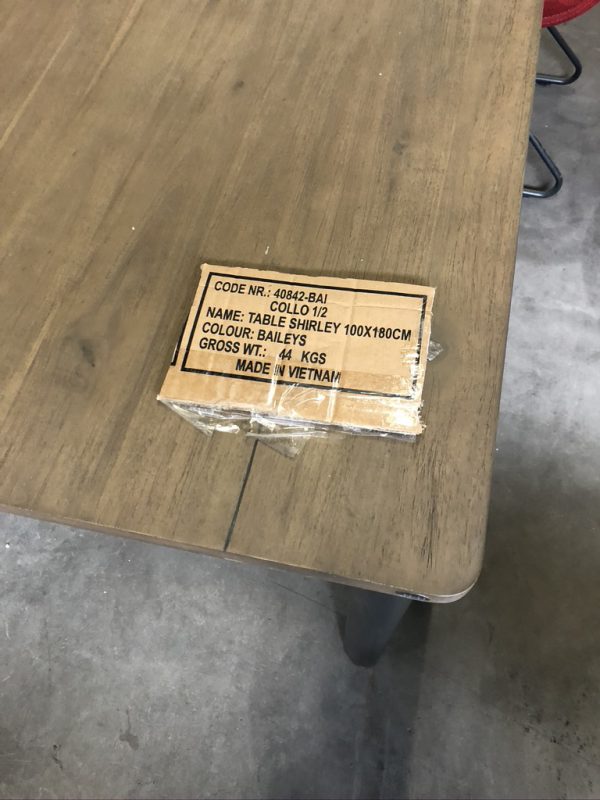 CODE NR.: 40842-BAI
COLLO 1/2
NAME: TABLE SHIRLEY 100X180CM
COLOUR: BAILEYS
GROSS WT.: 44 KGS
MADE IN VIETNAM